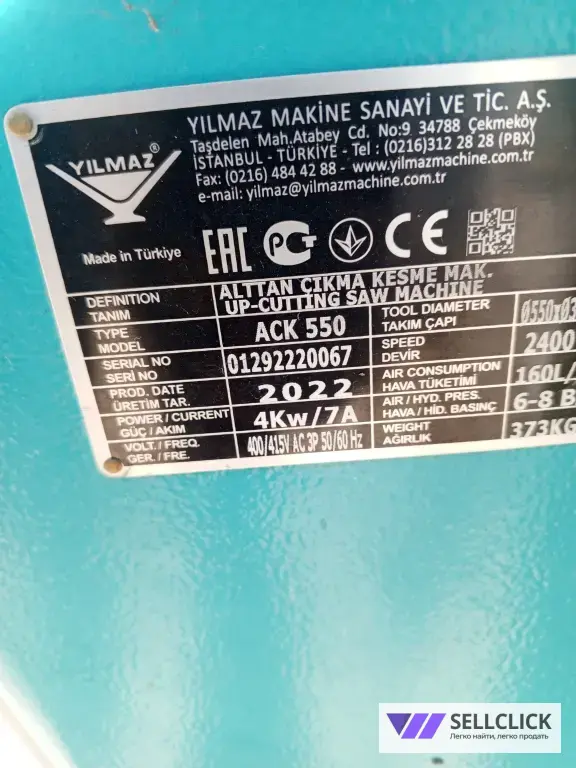 YILMAZ MAKİNE SANAYİ VE TİC. A.Ş.
Taşdelen Mah.Atabey Cd. No:9 34788 Çekmeköy
İSTANBUL - TÜRKİYE - Tel : (0216)312 28 28 (PBX)
Fax: (0216) 484 42 88 - www.yilmazmachine.com.tr
e-mail: yilmaz@yilmazmachine.com.tr
YILMAZ®
Made in Türkiye
EAC
CE
DEFINITION
TANIM
ALTTAN ÇIKMA KESME MAK.
UP-CUTTING SAW MACHINE
TYPE
MODEL
ACK 550
TOOL DIAMETER
TAKIM ÇAPI
Ø550xØ3
SERIAL NO
SERİ NO
01292220067
SPEED
DEVİR
2400
PROD. DATE
ÜRETİM TAR.
2022
AIR CONSUMPTION
HAVA TÜKETİMİ
160L/
POWER / CURRENT
GÜÇ / AKIM
4Kw/7A
AIR / HYD. PRES.
HAVA / HİD. BASINÇ
6-8 B
VOLT. / FREQ.
GER. / FRE.
400/415V AC 3P 50/60 Hz
WEIGHT
AĞIRLIK
373KG
SELLCLICK
Легко найти, легко продать